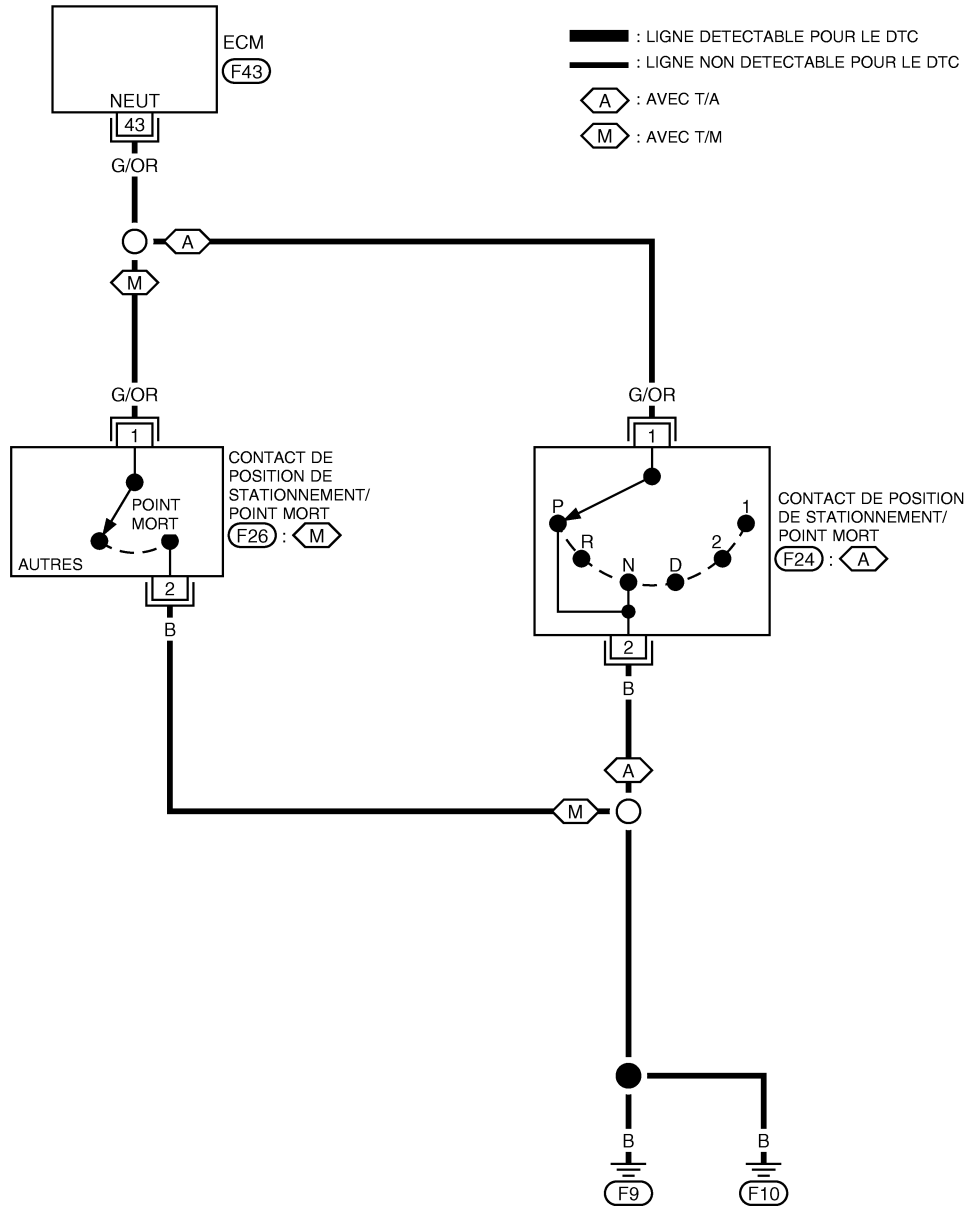 ECM
F43
NEUT
43
G/OR
: LIGNE DETECTABLE POUR LE DTC
: LIGNE NON DETECTABLE POUR LE DTC
A : AVEC T/A
M : AVEC T/M
A
M
G/OR
G/OR
1
1
CONTACT DE
POSITION DE
STATIONNEMENT/
POINT MORT
F26 : M
POINT
MORT
AUTRES
2
B
P
R
N
D
2
1
CONTACT DE POSITION
DE STATIONNEMENT/
POINT MORT
F24 : A
2
B
A
M
B
B
F9
F10